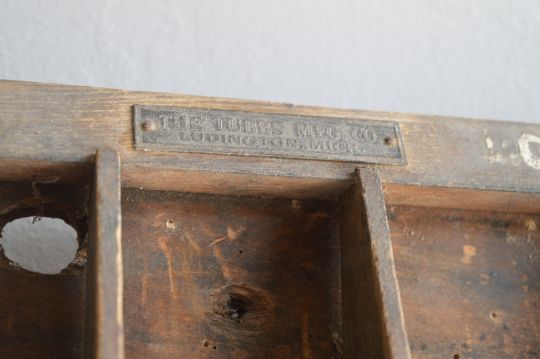 THE TUBBS MFG. CO.
LUDINGTON, MICH.